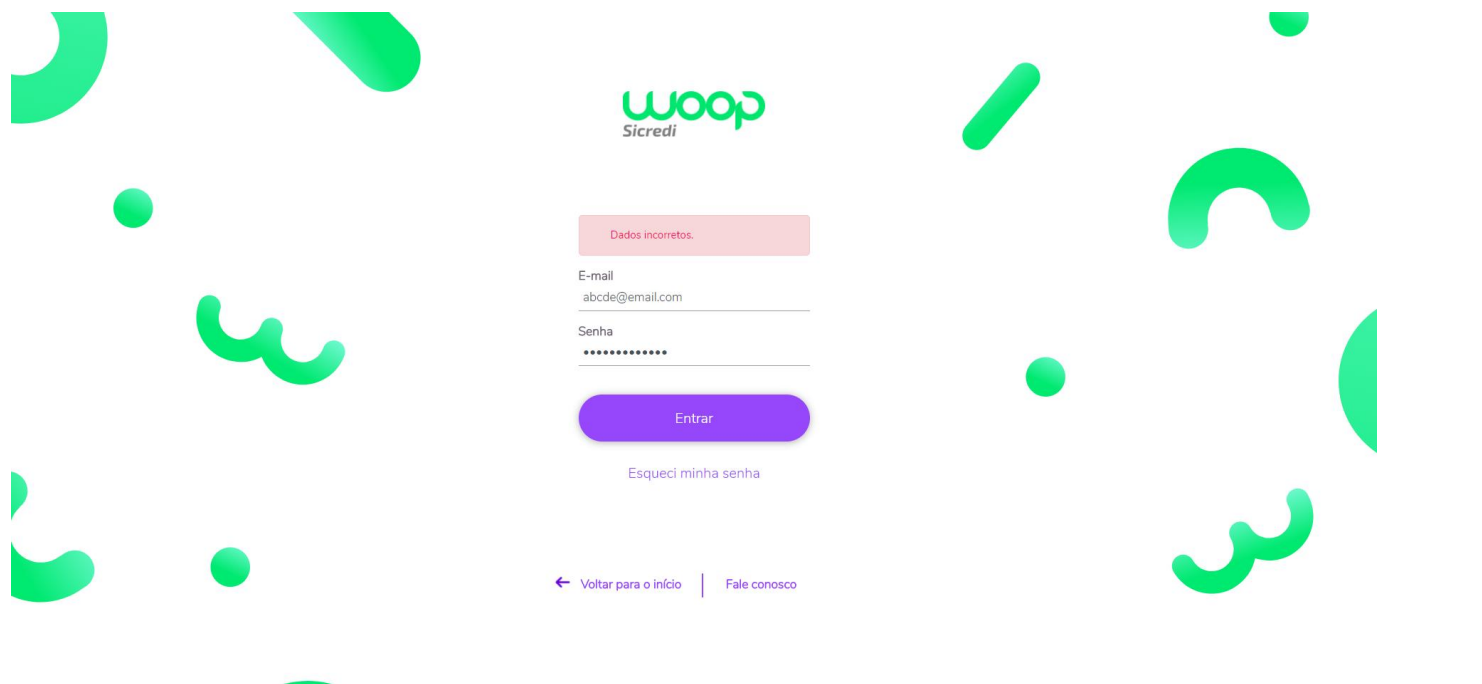 woop
Sicredi
Dados incorretos.
E-mail
abcde@email.com
Senha
•••••••••••••
Entrar
Esqueci minha senha
← Voltar para o início | Fale conosco